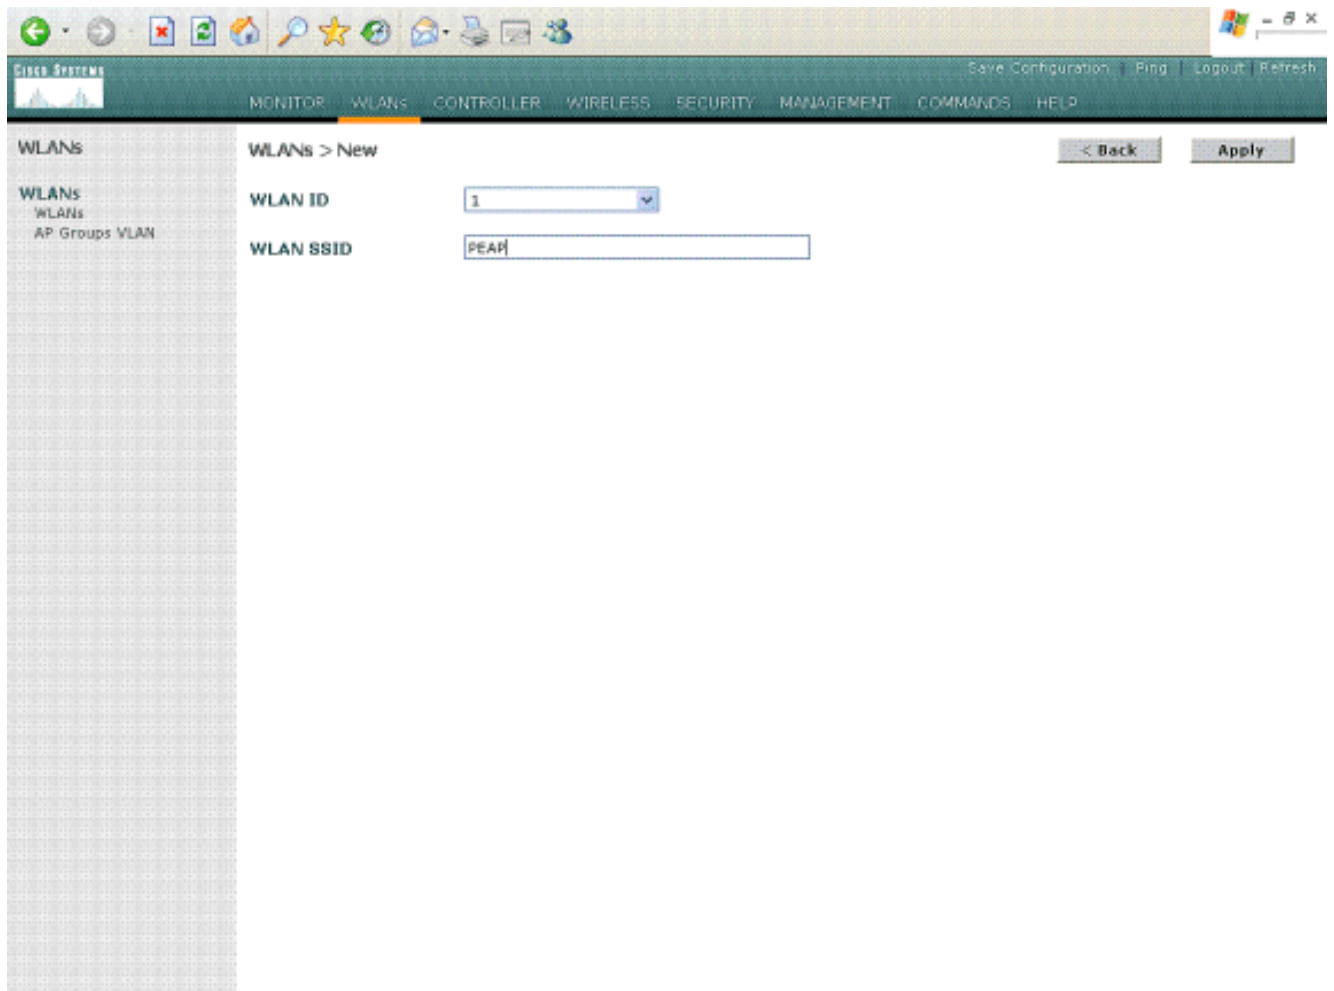 CISCO SYSTEMS
Save Configuration | Ping | Logout | Refresh
MONITOR WLANs CONTROLLER WIRELESS SECURITY MANAGEMENT COMMANDS HELP
WLANs
WLANs > New
< Back
Apply
WLANs
WLANs
AP Groups VLAN
WLAN ID
1
WLAN SSID
PEAP